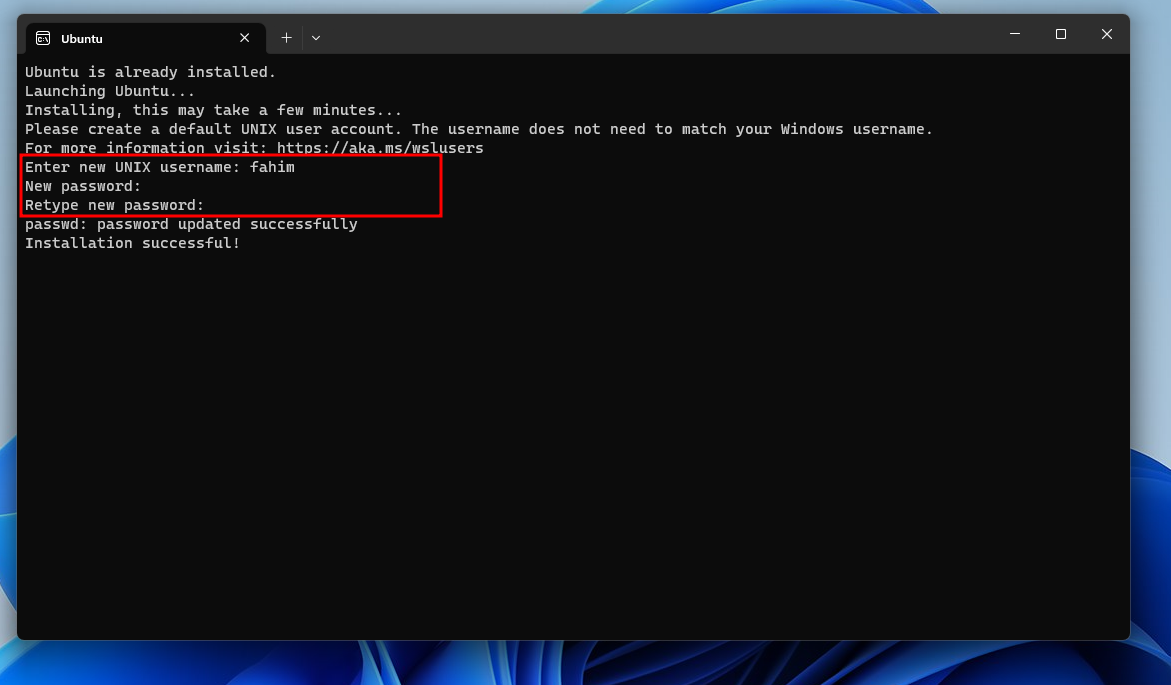 Ubuntu
Ubuntu is already installed.
Launching Ubuntu...
Installing, this may take a few minutes...
Please create a default UNIX user account. The username does not need to match your Windows username.
For more information visit: https://aka.ms/wslusers
Enter new UNIX username: fahim
New password:
Retype new password:
passwd: password updated successfully
Installation successful!